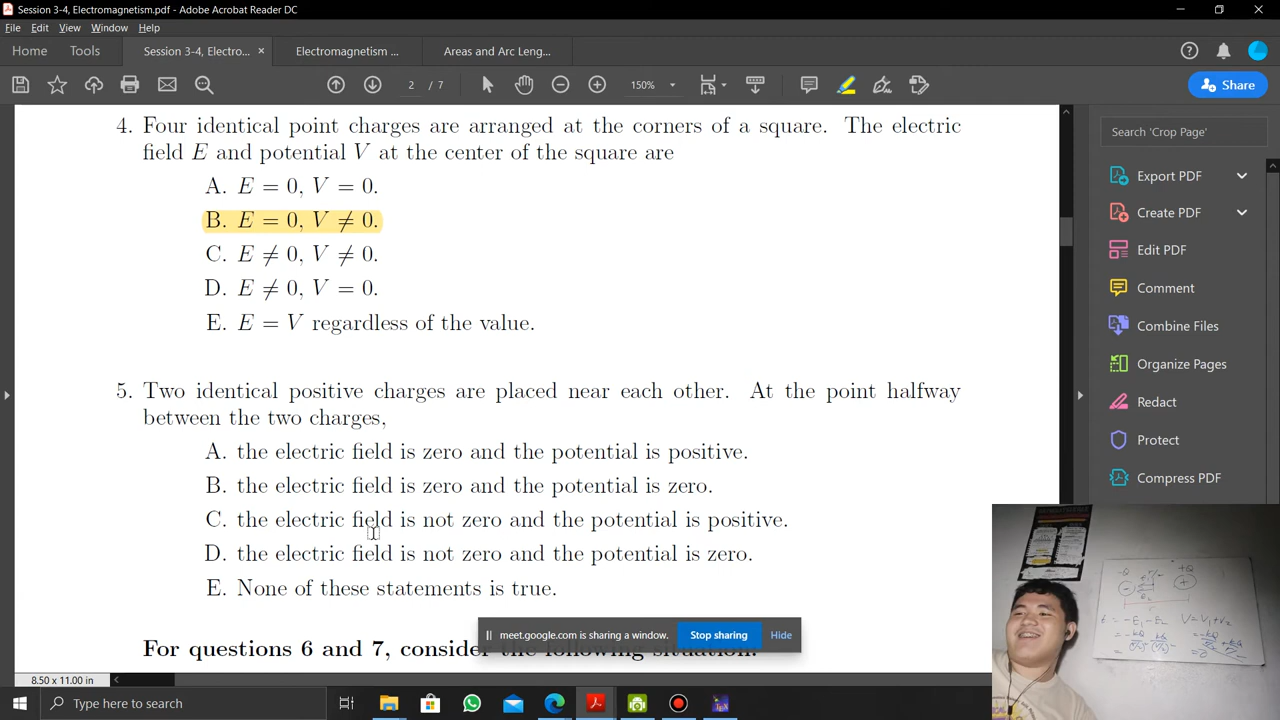 Session 3-4, Electromagnetism.pdf - Adobe Acrobat Reader DC
File Edit View Window Help
Home Tools Session 3-4, Electro... × Electromagnetism ... Areas and Arc Leng...
2 / 7 150% Share
4. Four identical point charges are arranged at the corners of a square. The electric
field E and potential V at the center of the square are
A. E = 0, V = 0.
B. E = 0, V ≠ 0.
C. E ≠ 0, V ≠ 0.
D. E ≠ 0, V = 0.
E. E = V regardless of the value.
5. Two identical positive charges are placed near each other. At the point halfway
between the two charges,
A. the electric field is zero and the potential is positive.
B. the electric field is zero and the potential is zero.
C. the electric field is not zero and the potential is positive.
D. the electric field is not zero and the potential is zero.
E. None of these statements is true.
For questions 6 and 7, consider the following situation.
meet.google.com is sharing a window. Stop sharing Hide
8.50 x 11.00 in
Search 'Crop Page'
Export PDF
Create PDF
Edit PDF
Comment
Combine Files
Organize Pages
Redact
Protect
Compress PDF
-Q +Q
Type here to search